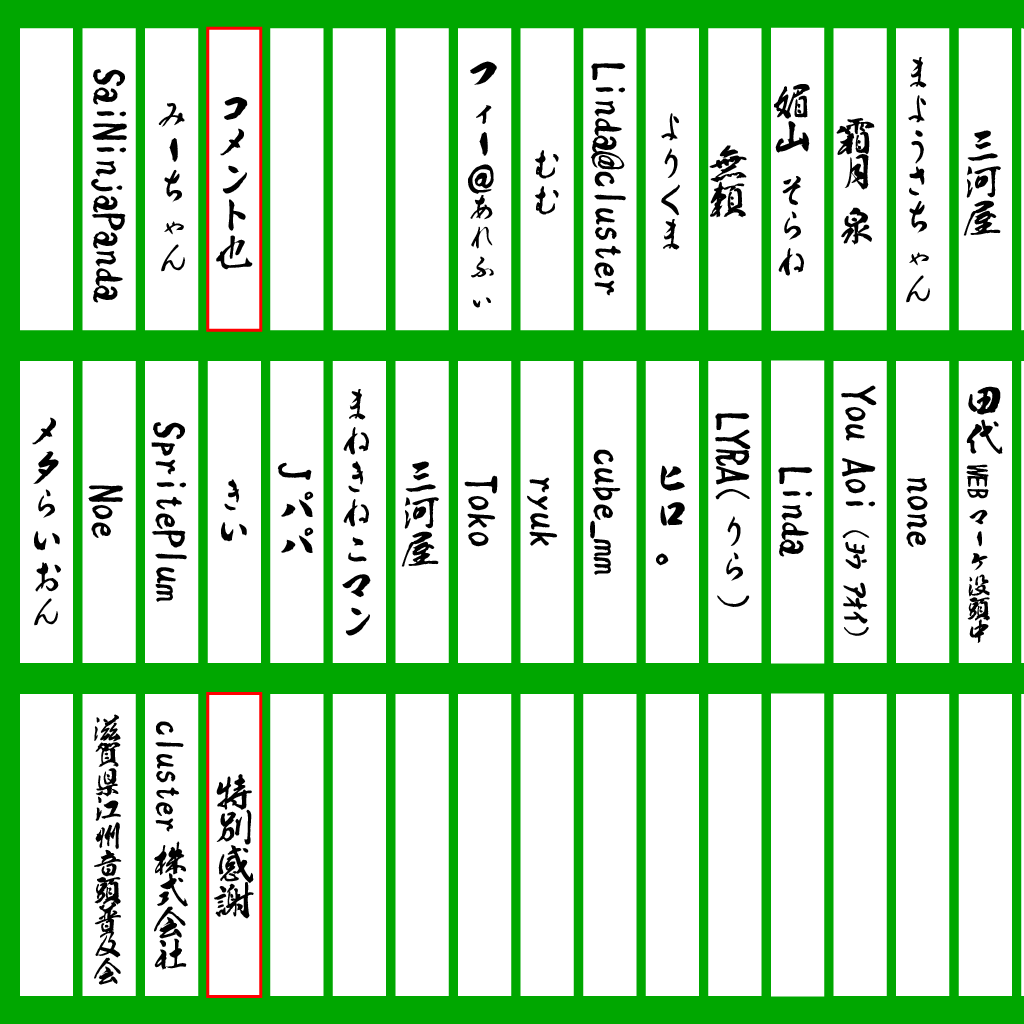 三河屋
まようさちゃん
霜月 泉
媚山 そらね
無頼
よりくま
Linda@cluster
むむ
フィー@あれふぃ
コメント也
みーちゃん
SaiNinjaPanda
田代 WEB マーケ没頭中
none
You Aoi (ヨウ アオイ)
Linda
LYRA(りら)
ヒロ。
cube_mm
ryuk
Toko
三河屋
まねきねこマン
Jパパ
きい
SpritePlum
Noe
メタらいおん
特別感謝
cluster 株式会社
滋賀県江州音頭普及会